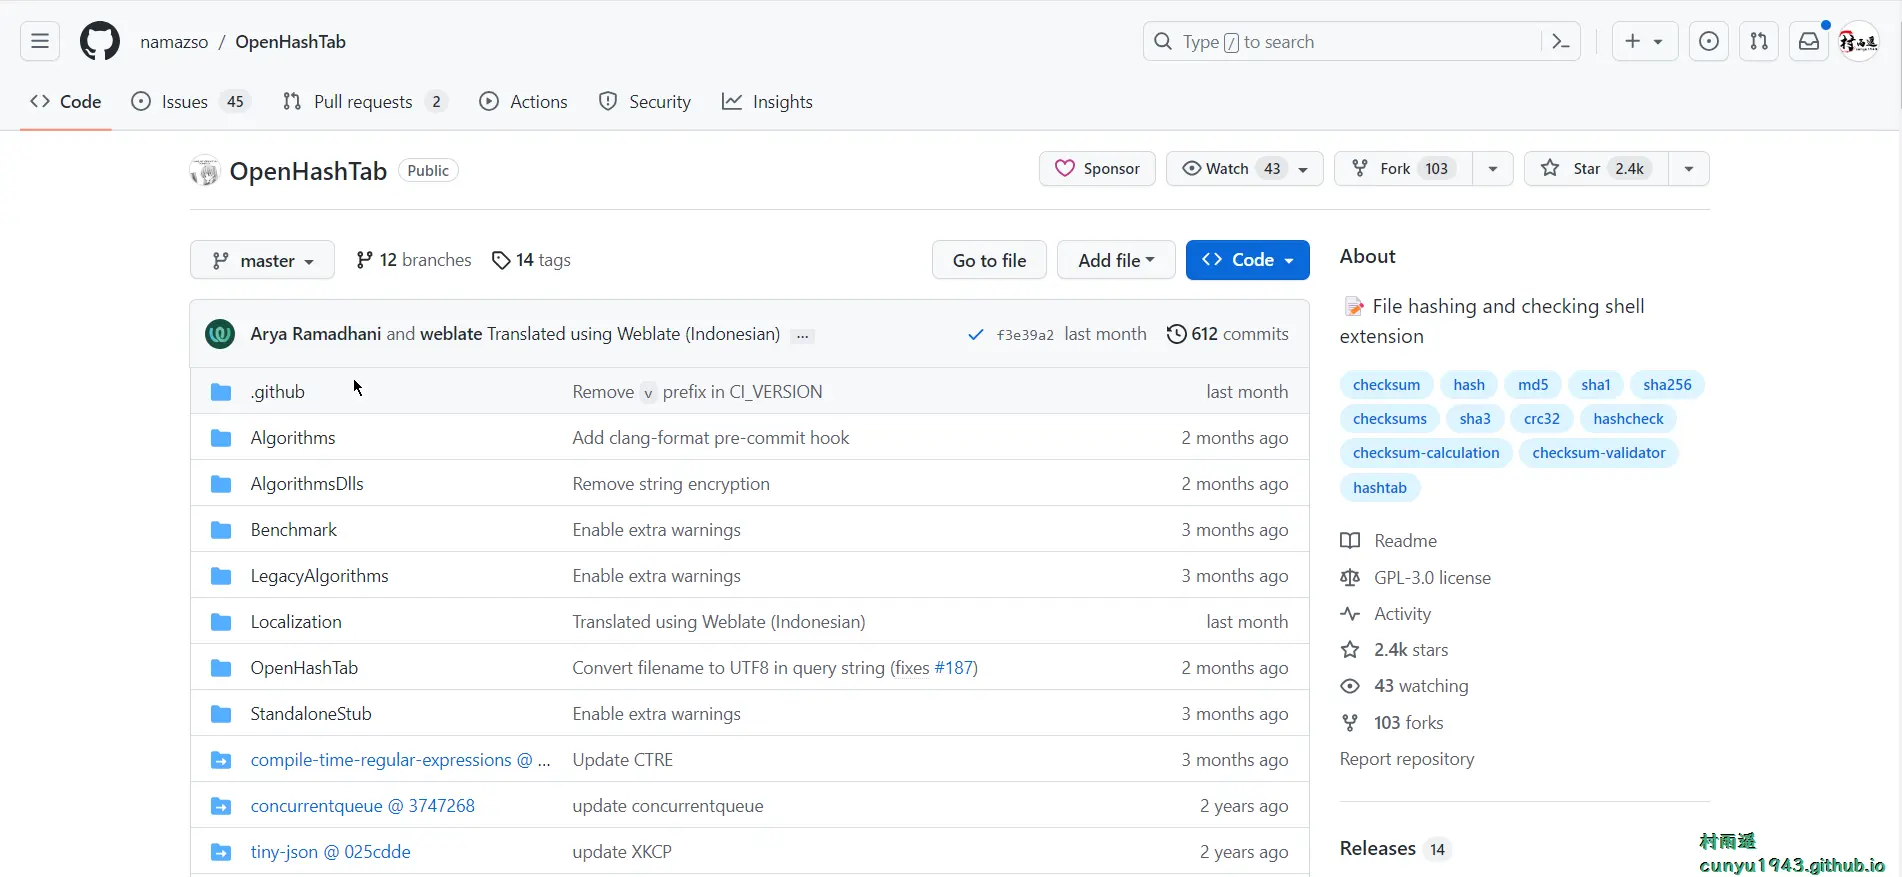 namazso / OpenHashTab
Type / to search
Code
Issues 45
Pull requests 2
Actions
Security
Insights
OpenHashTab Public
Sponsor
Watch 43
Fork 103
Star 2.4k
master
12 branches
14 tags
Go to file
Add file
Code
Arya Ramadhani and weblate Translated using Weblate (Indonesian) ...
f3e39a2 last month
612 commits
.github Remove v prefix in CI_VERSION last month
Algorithms Add clang-format pre-commit hook 2 months ago
AlgorithmsDlls Remove string encryption 2 months ago
Benchmark Enable extra warnings 3 months ago
LegacyAlgorithms Enable extra warnings 3 months ago
Localization Translated using Weblate (Indonesian) last month
OpenHashTab Convert filename to UTF8 in query string (fixes #187) 2 months ago
StandaloneStub Enable extra warnings 3 months ago
compile-time-regular-expressions @ ... Update CTRE 3 months ago
concurrentqueue @ 3747268 update concurrentqueue 2 years ago
tiny-json @ 025cdde update XKCP 2 years ago
About
File hashing and checking shell
extension
checksum hash md5 sha1 sha256
checksums sha3 crc32 hashcheck
checksum-calculation checksum-validator
hashtab
Readme
GPL-3.0 license
Activity
2.4k stars
43 watching
103 forks
Report repository
Releases 14
村雨遥
cunyu1943.github.io